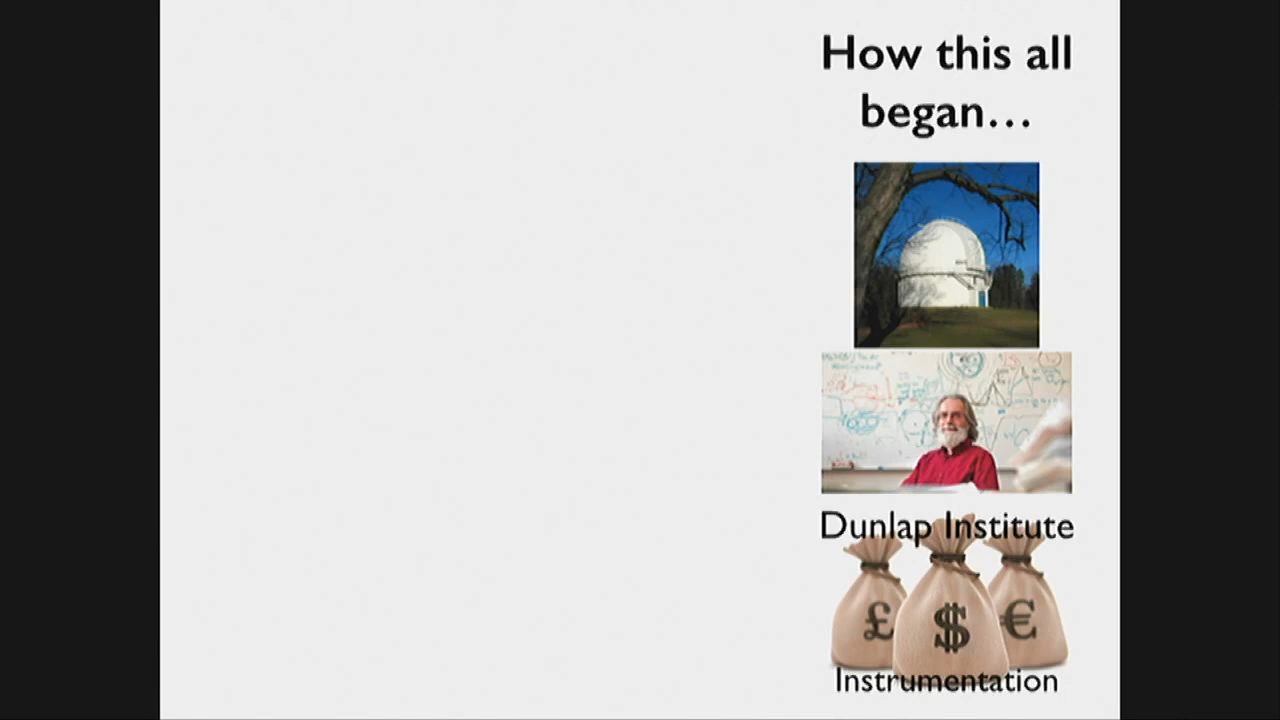 How this all
began…
Dunlap Institute
£ $ €
Instrumentation